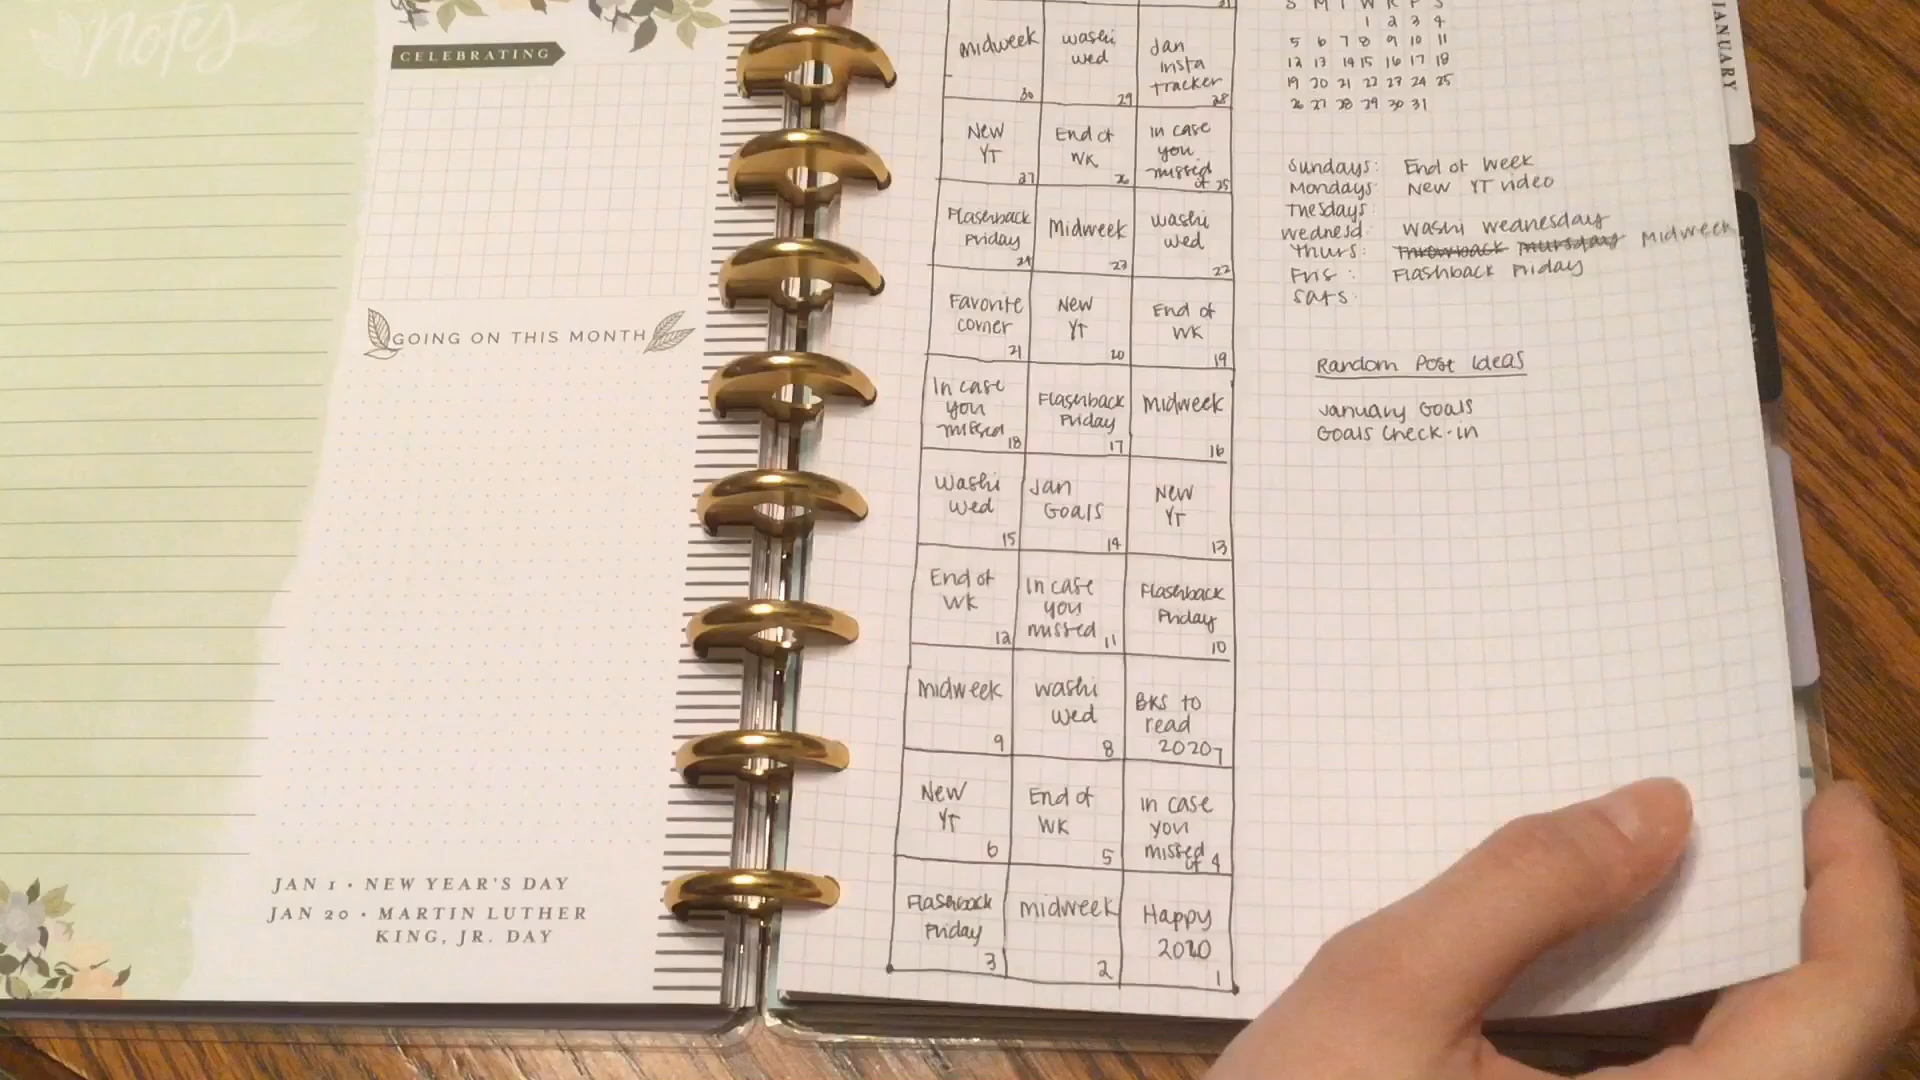 notes
CELEBRATING
GOING ON THIS MONTH
JAN 1 • NEW YEAR'S DAY
JAN 20 • MARTIN LUTHER
KING, JR. DAY
31
midweek
30
washi
wed
29
Jan
insta
tracker
28
New
YT
27
End of
WK
26
In case
you
missed
it 25
Flashback
Friday
24
Midweek
23
washi
wed
22
Favorite
corner
21
New
YT
20
End of
WK
19
In case
you
missed
18
Flashback
Friday
17
Midweek
16
Washi
wed
15
Jan
Goals
14
New
YT
13
End of
WK
12
In case
you
missed
11
Flashback
Friday
10
Midweek
9
washi
wed
8
BKS to
read
2020
7
New
YT
6
End of
WK
5
in case
you
missed
it 4
Flashback
Friday
3
midweek
2
Happy
2020
1
S M T W R F S
1 2 3 4
5 6 7 8 9 10 11
12 13 14 15 16 17 18
19 20 21 22 23 24 25
26 27 28 29 30 31
Sundays: End of Week
Mondays: New YT video
Tuesdays:
Wednesd: Washi Wednesday
Thurs: Throwback Thursday Midweek
Fris: Flashback Friday
Sats:
Random Post Ideas
January Goals
Goals Check-in
JANUARY